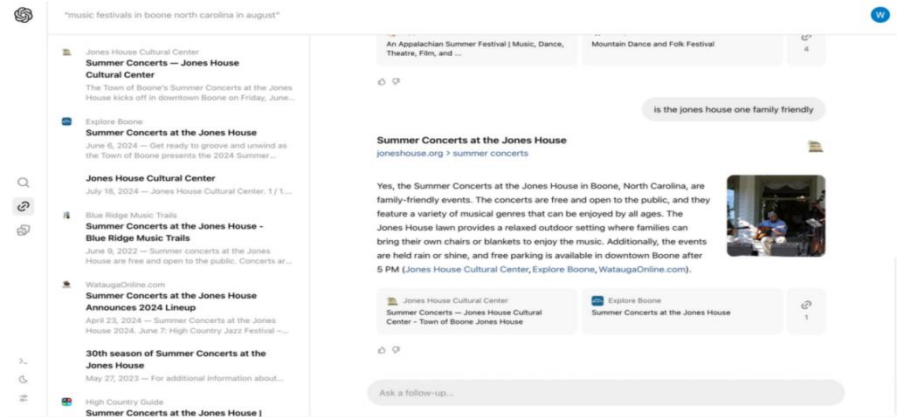 "music festivals in boone north carolina in august"
W
Jones House Cultural Center
Summer Concerts — Jones House
Cultural Center
The Town of Boone's Summer Concerts at the Jones
House kicks off in downtown Boone on Friday, June...
Explore Boone
Summer Concerts at the Jones House
June 6, 2024 — Get ready to groove and unwind as
the Town of Boone presents the 2024 Summer...
Jones House Cultural Center
July 18, 2024 — Jones House Cultural Center. 1 / 1....
Blue Ridge Music Trails
Summer Concerts at the Jones House -
Blue Ridge Music Trails
June 9, 2022 — Summer concerts at the Jones
House are free and open to the public. Concerts ar...
WataugaOnline.com
Summer Concerts at the Jones House
Announces 2024 Lineup
April 23, 2024 — Summer Concerts at the Jones
House 2024. June 7: High Country Jazz Festival –...
30th season of Summer Concerts at the
Jones House
May 27, 2023 — For additional information about...
High Country Guide
Summer Concerts at the Jones House |
An Appalachian Summer Festival | Music, Dance,
Theatre, Film, and ...
Mountain Dance and Folk Festival
4
is the jones house one family friendly
Summer Concerts at the Jones House
joneshouse.org > summer concerts
Yes, the Summer Concerts at the Jones House in Boone, North Carolina, are
family-friendly events. The concerts are free and open to the public, and they
feature a variety of musical genres that can be enjoyed by all ages. The
Jones House lawn provides a relaxed outdoor setting where families can
bring their own chairs or blankets to enjoy the music. Additionally, the events
are held rain or shine, and free parking is available in downtown Boone after
5 PM (Jones House Cultural Center, Explore Boone, WataugaOnline.com).
Jones House Cultural Center
Summer Concerts — Jones House Cultural
Center - Town of Boone Jones House
Explore Boone
Summer Concerts at the Jones House
1
Ask a follow-up...